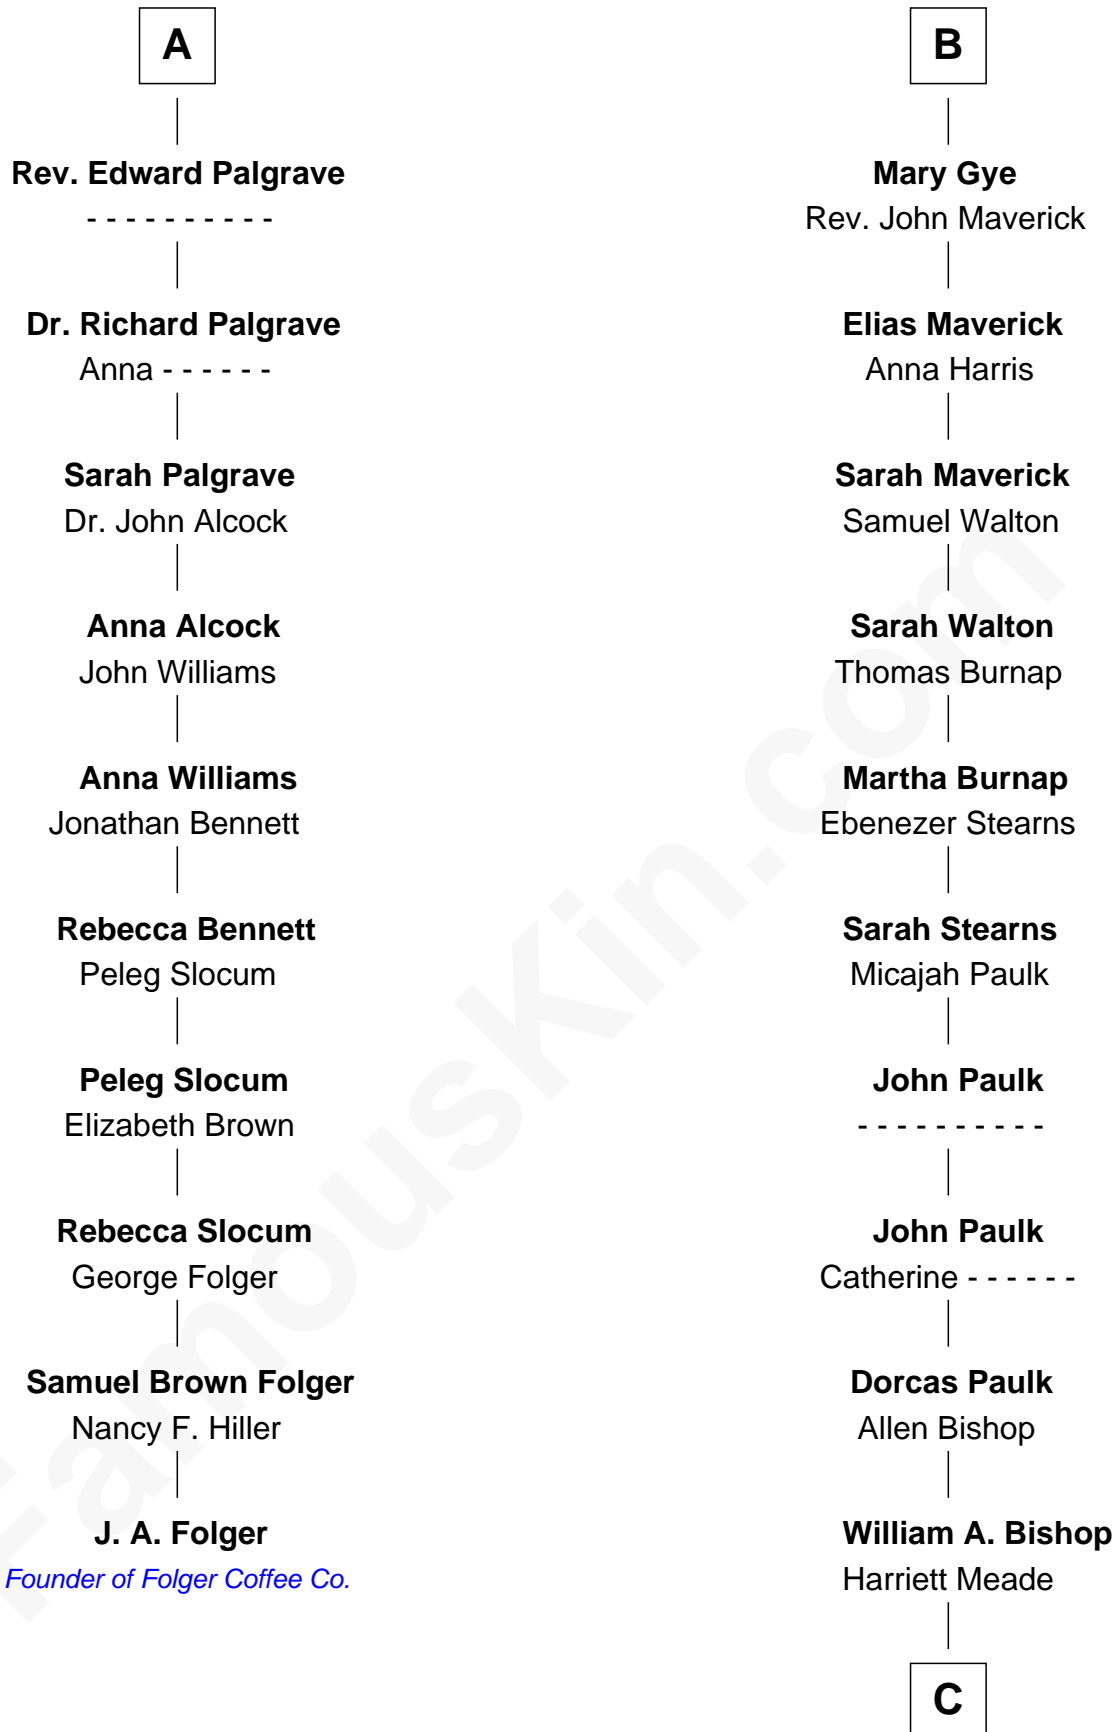 A
Rev. Edward Palgrave
- - - - - - - - - -
Dr. Richard Palgrave
Anna - - - - - -
Sarah Palgrave
Dr. John Alcock
Anna Alcock
John Williams
Anna Williams
Jonathan Bennett
Rebecca Bennett
Peleg Slocum
Peleg Slocum
Elizabeth Brown
Rebecca Slocum
George Folger
Samuel Brown Folger
Nancy F. Hiller
J. A. Folger
Founder of Folger Coffee Co.
B
Mary Gye
Rev. John Maverick
Elias Maverick
Anna Harris
Sarah Maverick
Samuel Walton
Sarah Walton
Thomas Burnap
Martha Burnap
Ebenezer Stearns
Sarah Stearns
Micajah Paulk
John Paulk
- - - - - - - - - -
John Paulk
Catherine - - - - - -
Dorcas Paulk
Allen Bishop
William A. Bishop
Harriett Meade
C
FamousKin.com